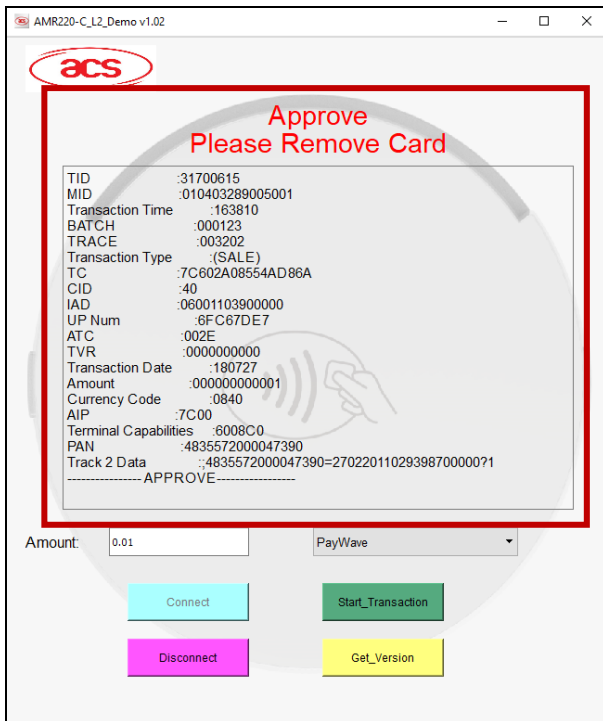 AMR220-C_L2_Demo v1.02
acs
Approve
Please Remove Card
TID :31700615
MID :010403289005001
Transaction Time :163810
BATCH :000123
TRACE :003202
Transaction Type :(SALE)
TC :7C602A08554AD86A
CID :40
IAD :06001103900000
UP Num :6FC67DE7
ATC :002E
TVR :0000000000
Transaction Date :180727
Amount :000000000001
Currency Code :0840
AIP :7C00
Terminal Capabilities :6008C0
PAN :4835572000047390
Track 2 Data :;4835572000047390=27022011029398700000?1
---------------- APPROVE-----------------
Amount: 0.01 PayWave
Connect Start_Transaction
Disconnect Get_Version